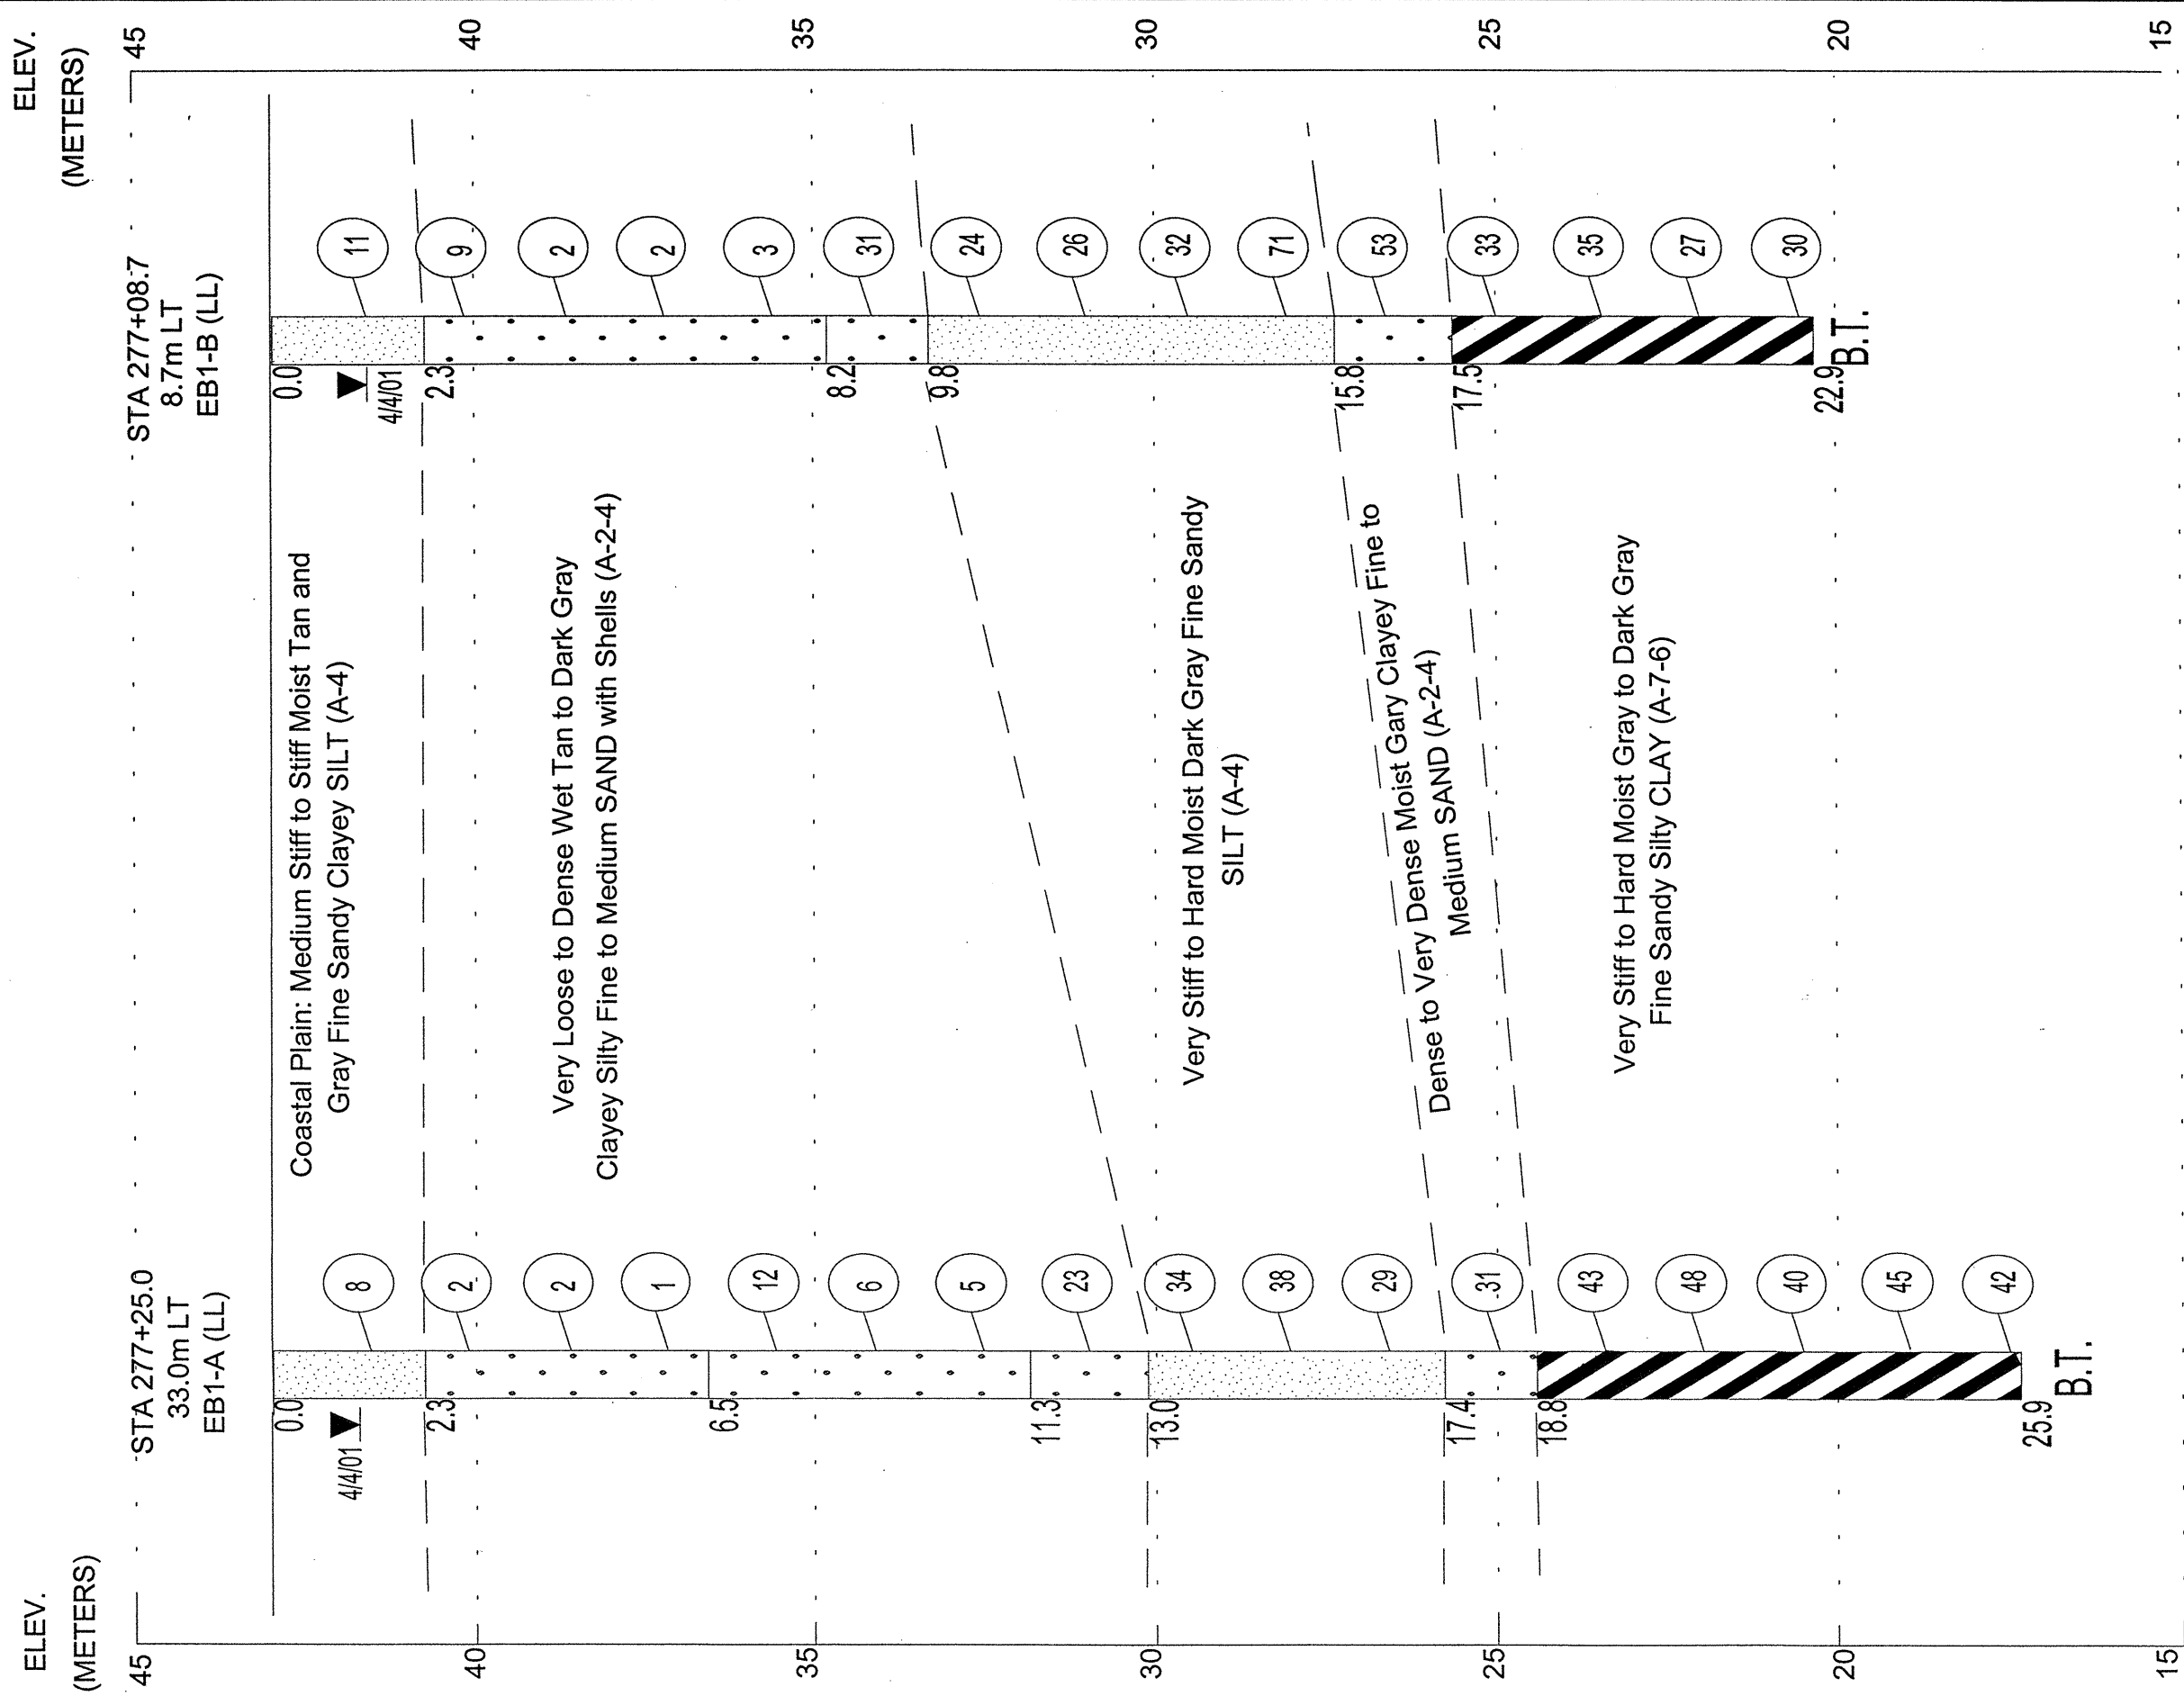 ELEV.
(METERS)
45
40
35
30
25
20
15
STA 277+25.0
33.0m LT
EB1-A (LL)
0.0
4/4/01
2.3
6.5
11.3
13.0
17.4
18.8
25.9
B.T.
8
2
2
1
12
6
5
23
34
38
29
31
43
48
40
45
42
Coastal Plain: Medium Stiff to Stiff Moist Tan and
Gray Fine Sandy Clayey SILT (A-4)
Very Loose to Dense Wet Tan to Dark Gray
Clayey Silty Fine to Medium SAND with Shells (A-2-4)
Very Stiff to Hard Moist Dark Gray Fine Sandy
SILT (A-4)
Dense to Very Dense Moist Gary Clayey Fine to
Medium SAND (A-2-4)
Very Stiff to Hard Moist Gray to Dark Gray
Fine Sandy Silty CLAY (A-7-6)
STA 277+08.7
8.7m LT
EB1-B (LL)
0.0
4/4/01
2.3
8.2
9.8
15.8
17.5
22.9
B.T.
11
9
2
2
3
31
24
26
32
71
53
33
35
27
30
ELEV.
(METERS)
45
40
35
30
25
20
15